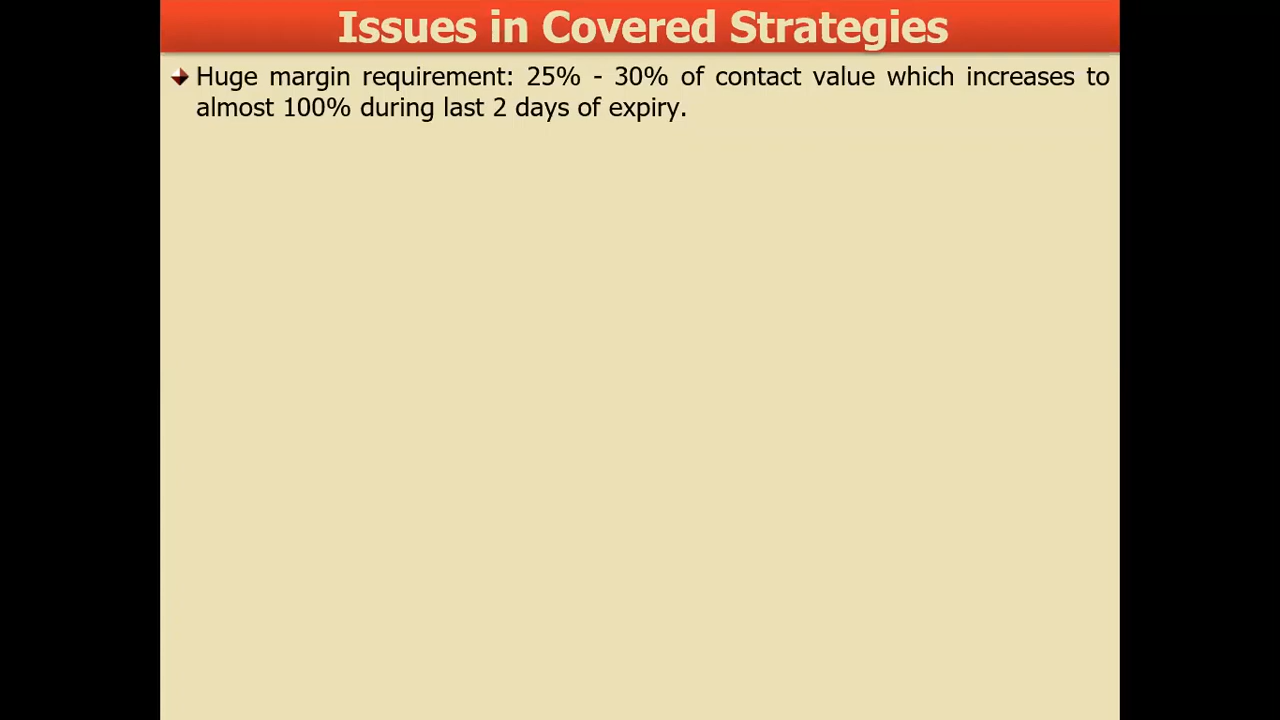 Issues in Covered Strategies
Huge margin requirement: 25% - 30% of contact value which increases to
almost 100% during last 2 days of expiry.